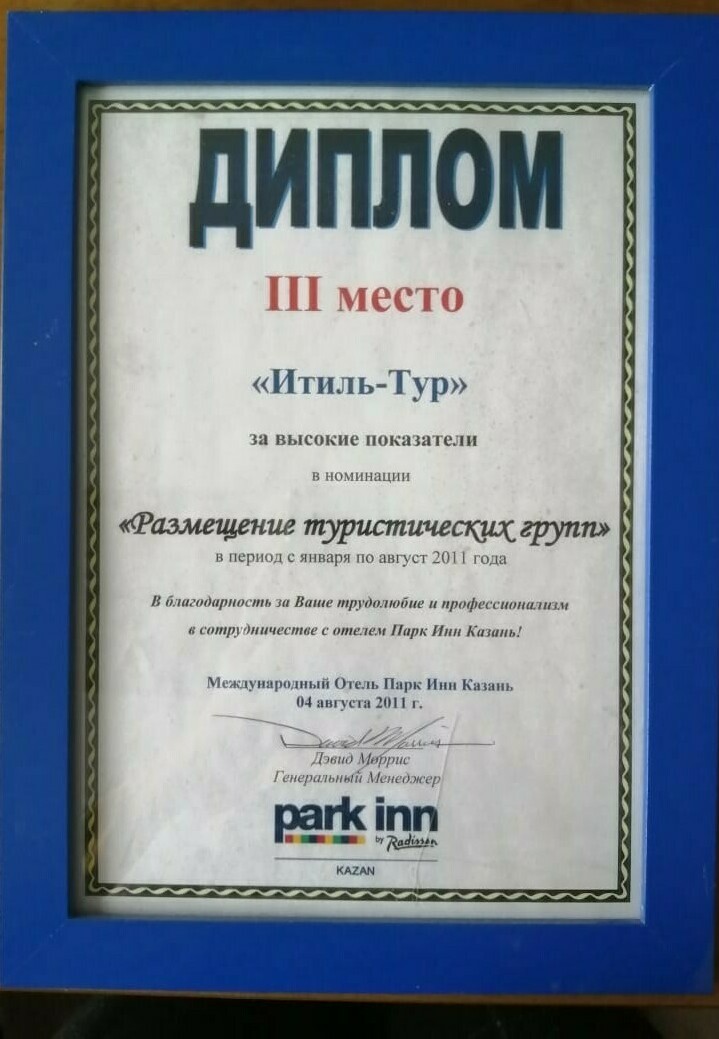 ДИПЛОМ
III место
«Итиль-Тур»
за высокие показатели
в номинации
«Размещение туристических групп»
в период с января по август 2011 года
В благодарность за Ваше трудолюбие и профессионализм
в сотрудничестве с отелем Парк Инн Казань!
Международный Отель Парк Инн Казань
04 августа 2011 г.
David Morris
Дэвид Моррис
Генеральный Менеджер
park inn
by Radisson
KAZAN